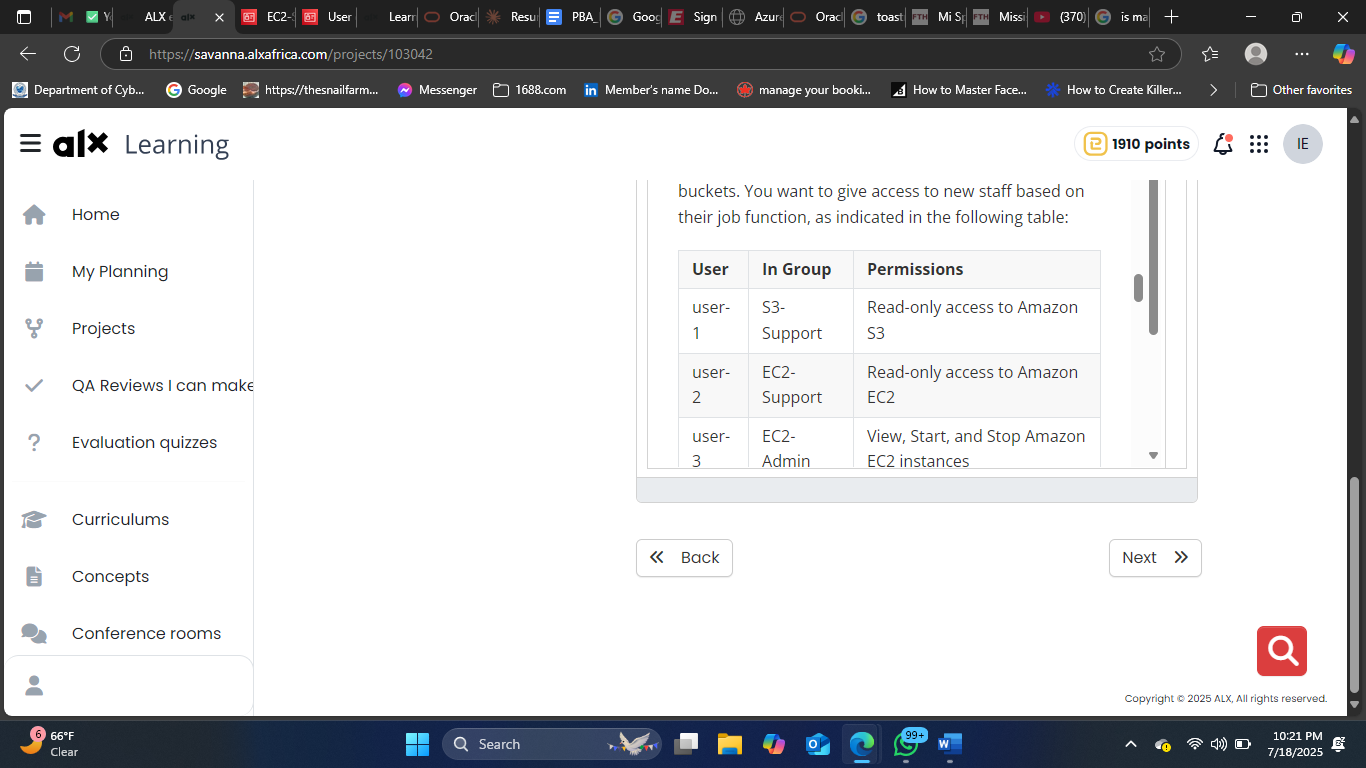 Y
ALX e
alx
EC2-S
User
Learn
Oracl
Resu
PBA_
Goog
Sign
Azure
Oracl
toast
FTH
Mi Sp
FTH
Missi
(370)
is ma
https://savanna.alxafrica.com/projects/103042
Department of Cyb...
Google
https://thesnailfarm...
Messenger
1688.com
in
Member's name Do...
manage your booki...
How to Master Face...
How to Create Killer...
Other favorites
alx Learning
1910 points
IE
Home
My Planning
Projects
QA Reviews I can make
Evaluation quizzes
Curriculums
Concepts
Conference rooms
buckets. You want to give access to new staff based on
their job function, as indicated in the following table:
User In Group Permissions
user- S3- Read-only access to Amazon
1 Support S3
user- EC2- Read-only access to Amazon
2 Support EC2
user- EC2- View, Start, and Stop Amazon
3 Admin EC2 instances
Back
Next
Copyright © 2025 ALX, All rights reserved.
6
66°F
Clear
Search
99+
10:21 PM
7/18/2025